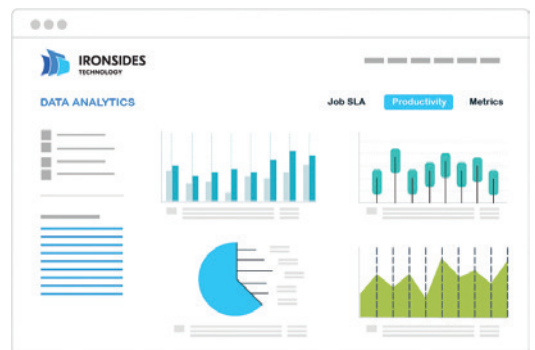 IRONSIDES
TECHNOLOGY
DATA ANALYTICS
Job SLA
Productivity
Metrics